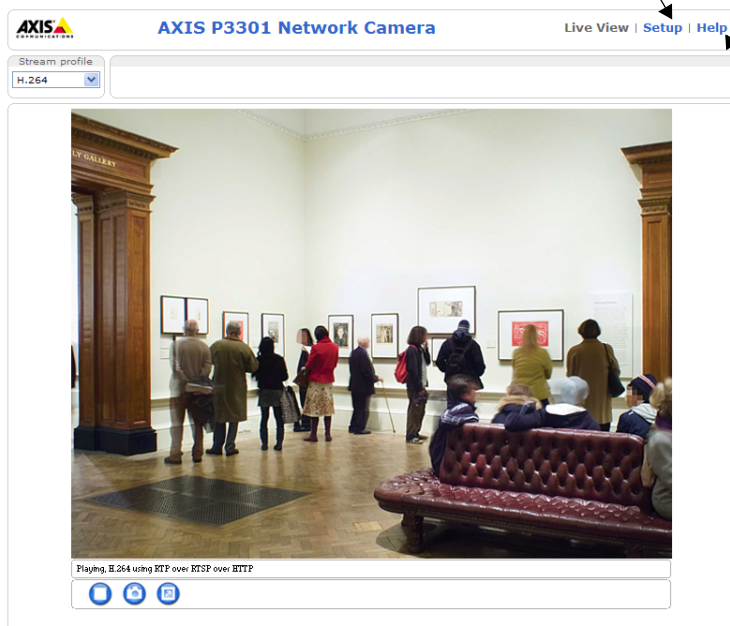 AXIS
COMMUNICATIONS
AXIS P3301 Network Camera
Live View | Setup | Help
Stream profile
H.264
LY GALLERY
Playing, H.264 using RTP over RTSP over HTTP